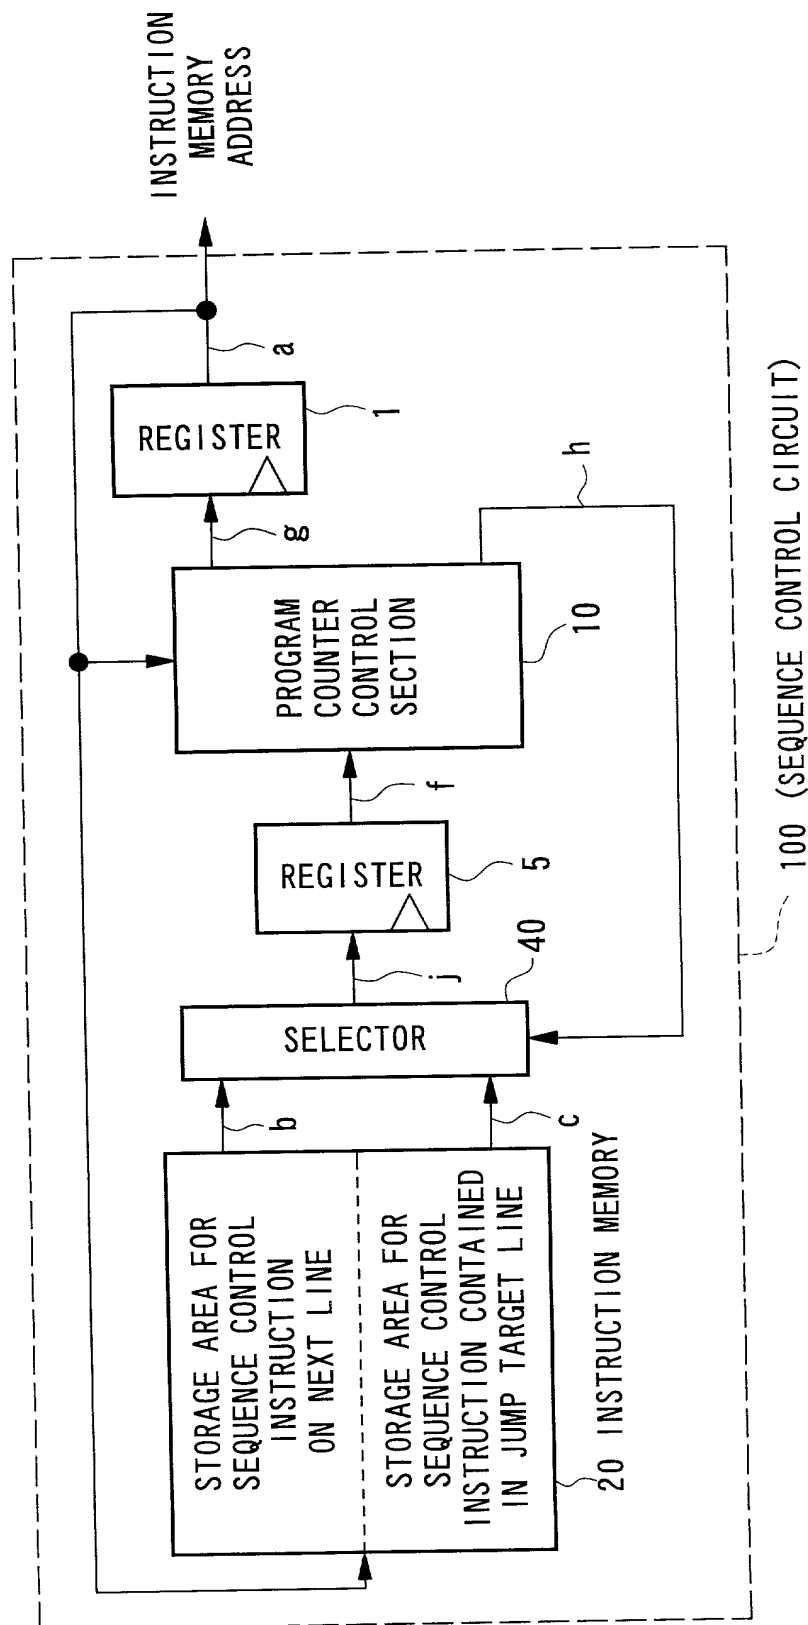 STORAGE AREA FOR
SEQUENCE CONTROL
INSTRUCTION
ON NEXT LINE
STORAGE AREA FOR
SEQUENCE CONTROL
INSTRUCTION CONTAINED
IN JUMP TARGET LINE
20 INSTRUCTION MEMORY
b
c
SELECTOR
40
j
REGISTER
5
f
PROGRAM
COUNTER
CONTROL
SECTION
10
g
h
REGISTER
1
a
INSTRUCTION
MEMORY
ADDRESS
100 (SEQUENCE CONTROL CIRCUIT)